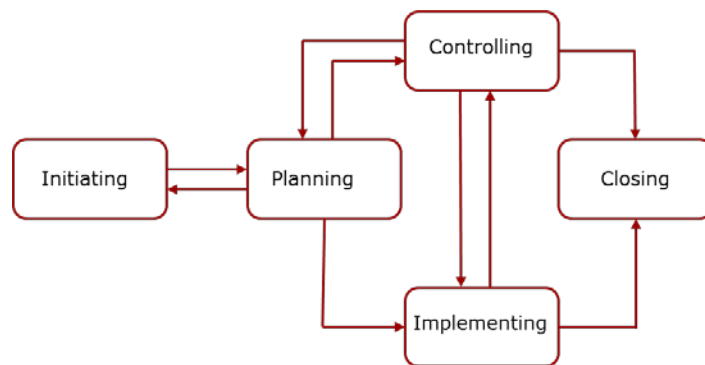 Controlling
Initiating
Planning
Closing
Implementing